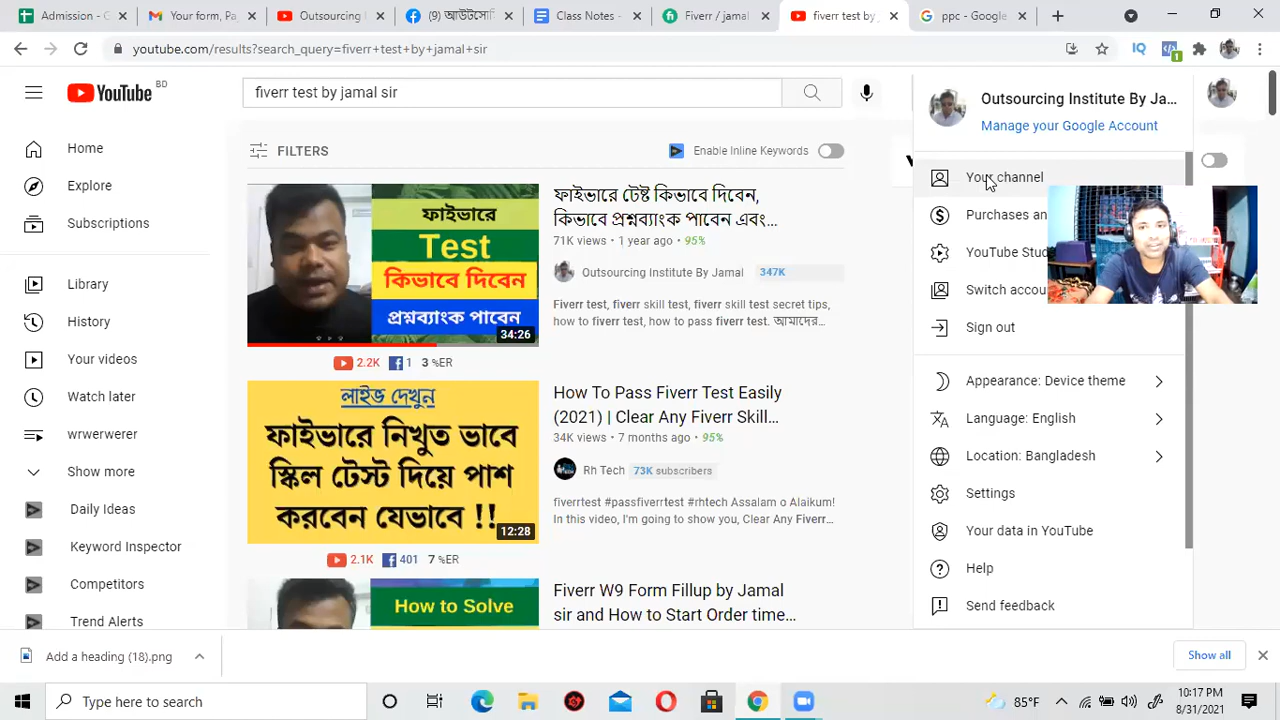 Admission -
Your form, Pa
Outsourcing
(9) আউটসো
Class Notes -
Fiverr / jamal
fiverr test by
ppc - Google
youtube.com/results?search_query=fiverr+test+by+jamal+sir
IQ
1
YouTube BD
fiverr test by jamal sir
Outsourcing Institute By Ja...
Manage your Google Account
Home
Explore
Subscriptions
Library
History
Your videos
Watch later
wrwerwerer
Show more
Daily Ideas
Keyword Inspector
Competitors
Trend Alerts
FILTERS
Enable Inline Keywords
ফাইভারে
Test
কিভাবে দিবেন
প্রশ্নব্যাংক পাবেন
34:26
ফাইভারে টেষ্ট কিভাবে দিবেন,
কিভাবে প্রশ্নব্যাংক পাবেন এবং...
71K views • 1 year ago • 95%
Outsourcing Institute By Jamal 347K
Fiverr test, fiverr skill test, fiverr skill test secret tips,
how to fiverr test, how to pass fiverr test. আমাদের...
2.2K 1 3 %ER
লাইভ দেখুন
ফাইভারে নিখুত ভাবে
স্কিল টেস্ট দিয়ে পাশ
করবেন যেভাবে !!
12:28
How To Pass Fiverr Test Easily
(2021) | Clear Any Fiverr Skill...
34K views • 7 months ago • 95%
Rh Tech 73K subscribers
fiverrtest #passfiverrtest #rhtech Assalam o Alaikum!
In this video, I'm going to show you, Clear Any Fiverr...
2.1K 401 7 %ER
How to Solve
Fiverr W9 Form Fillup by Jamal
sir and How to Start Order time...
Your channel
Purchases an
YouTube Stud
Switch accou
Sign out
Appearance: Device theme
Language: English
Location: Bangladesh
Settings
Your data in YouTube
Help
Send feedback
Add a heading (18).png
Show all
Type here to search
85°F
10:17 PM
8/31/2021